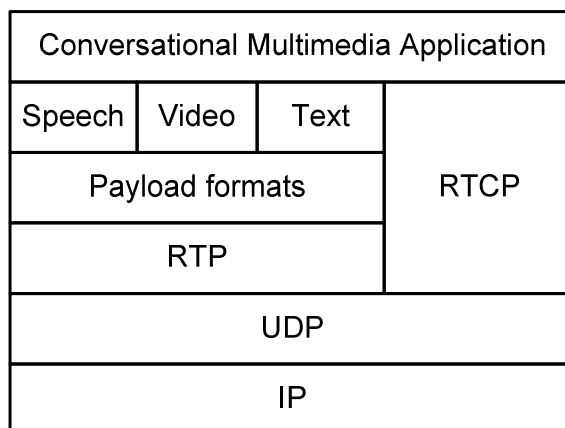 Conversational Multimedia Application
Speech
Video
Text
Payload formats
RTCP
RTP
UDP
IP